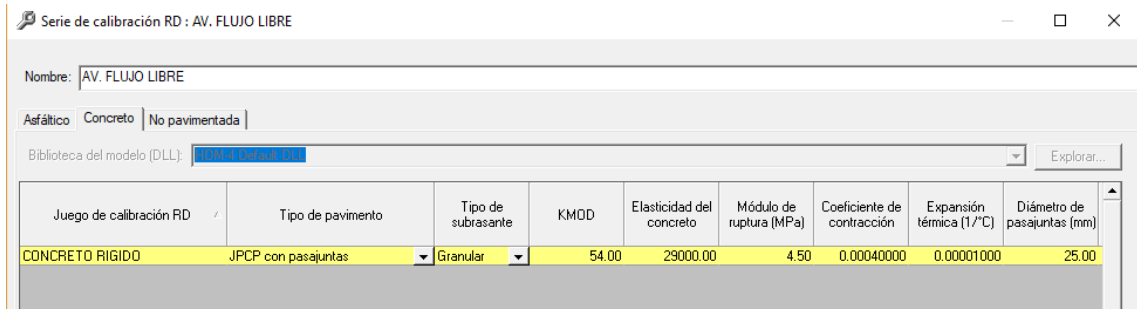 Serie de calibración RD : AV. FLUJO LIBRE
Nombre: AV. FLUJO LIBRE
Asfáltico Concreto No pavimentada
Biblioteca del modelo (DLL): HDM-4 Default DLL Explorar...
Juego de calibración RD Tipo de pavimento Tipo de subrasante KMOD Elasticidad del concreto Módulo de ruptura (MPa) Coeficiente de contracción Expansión térmica (1/°C) Diámetro de pasajuntas (mm)
CONCRETO RIGIDO JPCP con pasajuntas Granular 54.00 29000.00 4.50 0.00040000 0.00001000 25.00